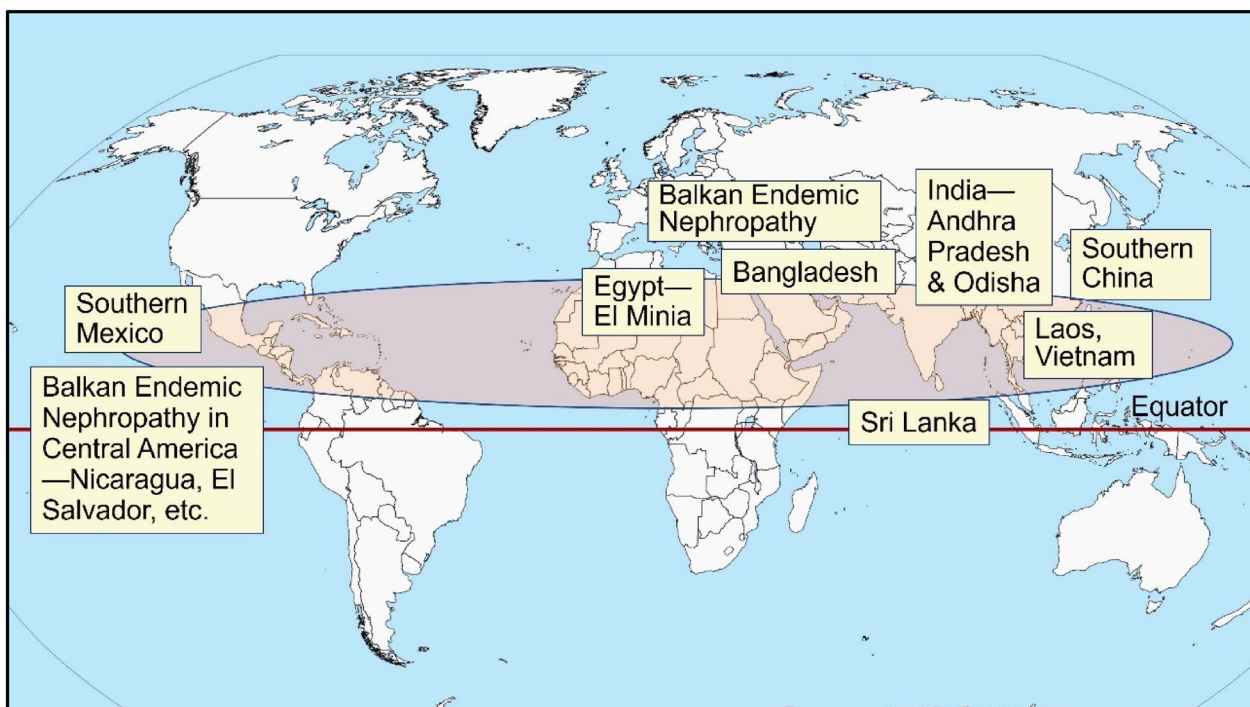 Balkan Endemic
Nephropathy
India—
Andhra
Pradesh
& Odisha
Southern
China
Bangladesh
Egypt—
El Minia
Southern
Mexico
Laos,
Vietnam
Balkan Endemic
Nephropathy in
Central America
—Nicaragua, El
Salvador, etc.
Equator
Sri Lanka